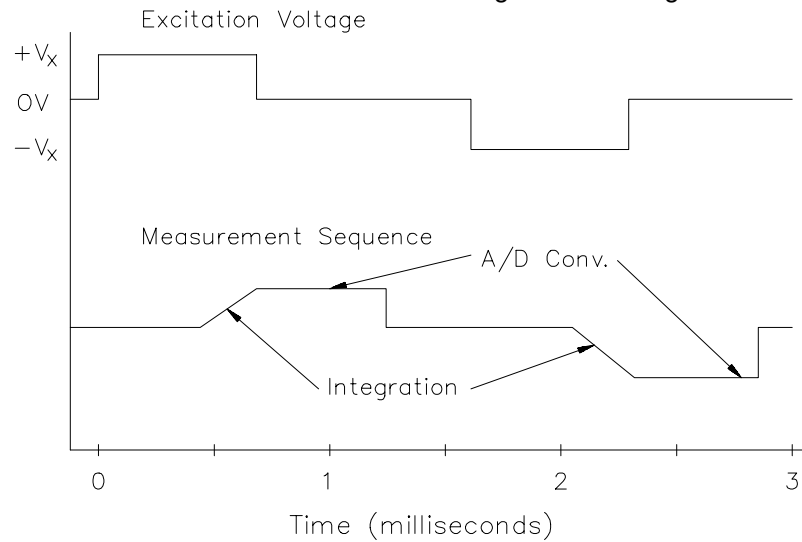 Excitation Voltage
+Vx
0V
−Vx
Measurement Sequence
A/D Conv.
Integration
0 1 2 3
Time (milliseconds)